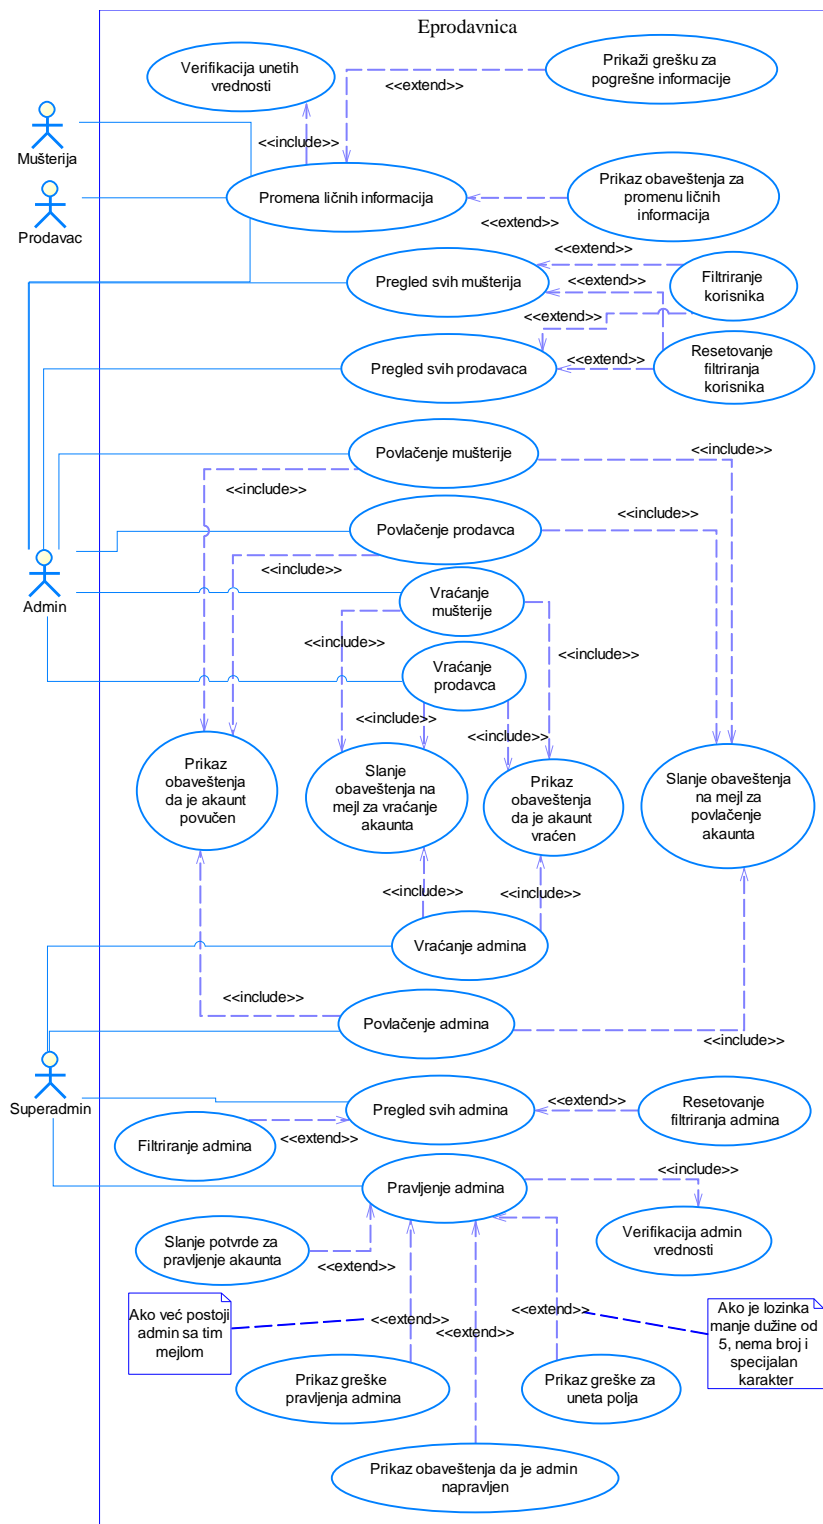 Eprodavnica
Verifikacija unetih
vrednosti
Prikaži grešku za
pogrešne informacije
<<extend>>
<<include>>
Mušterija
Promena ličnih informacija
Prikaz obaveštenja za
promenu ličnih
informacija
<<extend>>
Prodavac
<<extend>>
Pregled svih mušterija
Filtriranje
korisnika
<<extend>>
<<extend>>
Pregled svih prodavaca
<<extend>>
Resetovanje
filtriranja
korisnika
Povlačenje mušterije
<<include>>
<<include>>
Povlačenje prodavca
<<include>>
<<include>>
Admin
Vraćanje
mušterije
<<include>>
<<include>>
Vraćanje
prodavca
<<include>>
<<include>>
Prikaz
obaveštenja
da je akaunt
povučen
Slanje
obaveštenja na
mejl za vraćanje
akaunta
Prikaz
obaveštenja
da je akaunt
vraćen
Slanje obaveštenja
na mejl za
povlačenje
akaunta
<<include>>
<<include>>
Vraćanje admina
<<include>>
Povlačenje admina
<<include>>
Superadmin
Pregled svih admina
<<extend>>
Resetovanje
filtriranja admina
Filtriranje admina
<<extend>>
Pravljenje admina
<<include>>
Verifikacija admin
vrednosti
Slanje potvrde za
pravljenje akaunta
<<extend>>
Ako već postoji
admin sa tim
mejlom
<<extend>>
<<extend>>
<<extend>>
Ako je lozinka
manje dužine od
5, nema broj i
specijalan
karakter
Prikaz greške
pravljenja admina
Prikaz greške za
uneta polja
Prikaz obaveštenja da je admin
napravljen